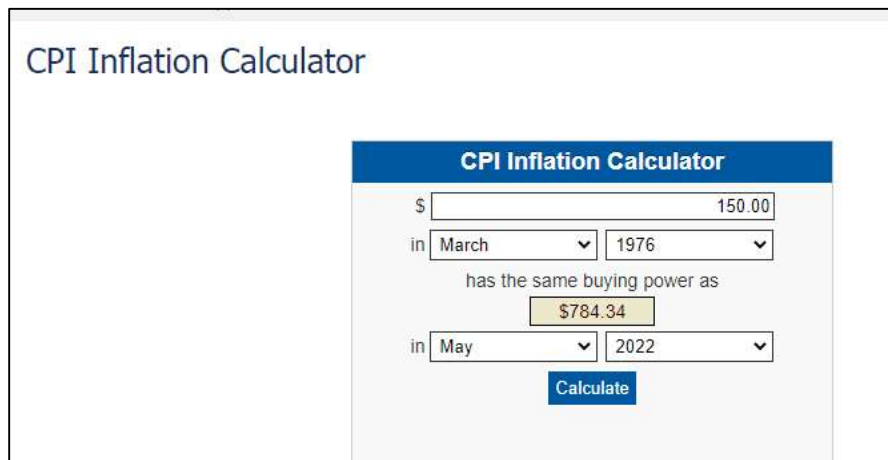 CPI Inflation Calculator
CPI Inflation Calculator
$ 150.00
in March 1976
has the same buying power as
$784.34
in May 2022
Calculate